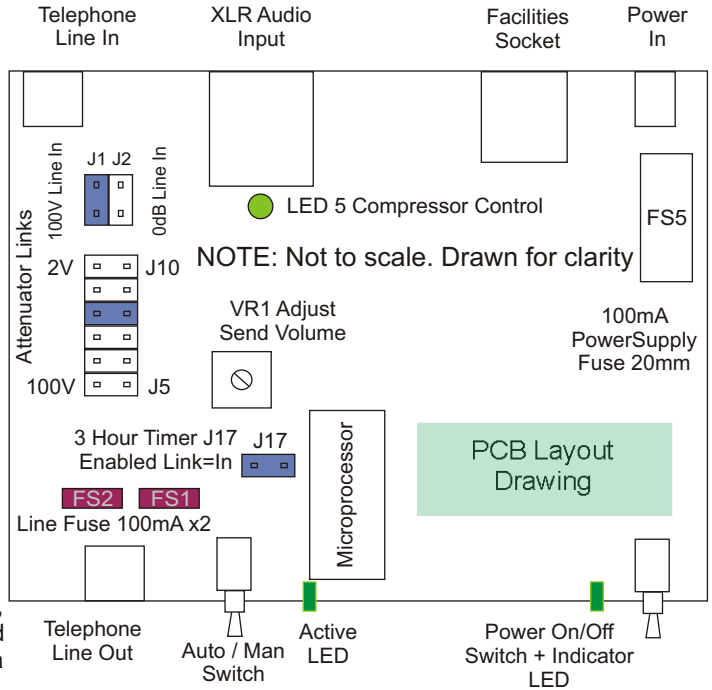 Telephone
Line In
XLR Audio
Input
Facilities
Socket
Power
In
J1 J2
100V Line In
0dB Line In
LED 5 Compressor Control
FS5
NOTE: Not to scale. Drawn for clarity
Attenuator Links
2V
J10
VR1 Adjust
Send Volume
100mA
PowerSupply
Fuse 20mm
100V
J5
3 Hour Timer J17
Enabled Link=In
J17
Microprocessor
PCB Layout
Drawing
FS2
FS1
Line Fuse 100mA x2
Telephone
Line Out
Auto / Man
Switch
Active
LED
Power On/Off
Switch + Indicator
LED